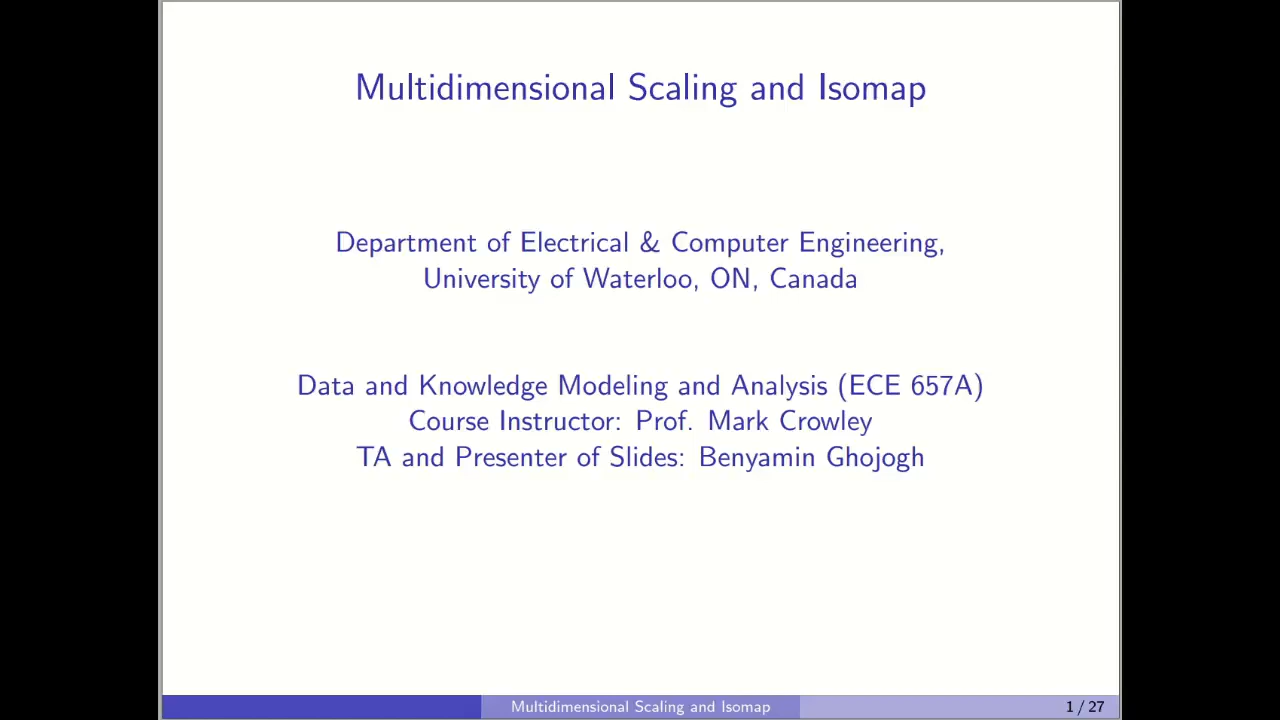 Multidimensional Scaling and Isomap
Department of Electrical & Computer Engineering,
University of Waterloo, ON, Canada
Data and Knowledge Modeling and Analysis (ECE 657A)
Course Instructor: Prof. Mark Crowley
TA and Presenter of Slides: Benyamin Ghojogh
Multidimensional Scaling and Isomap
1 / 27